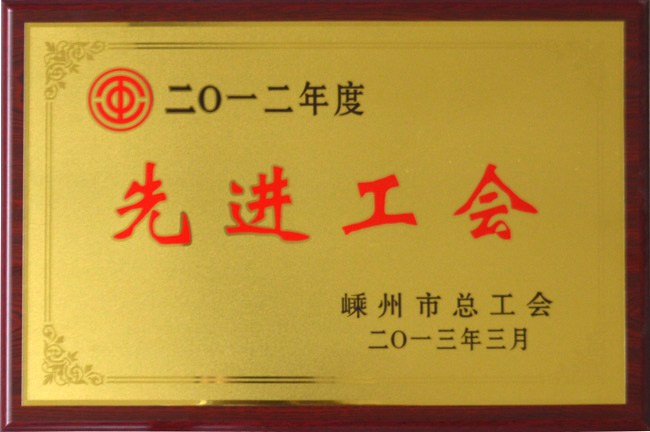 二〇一二年度
先进工会
嵊州市总工会
二〇一三年三月